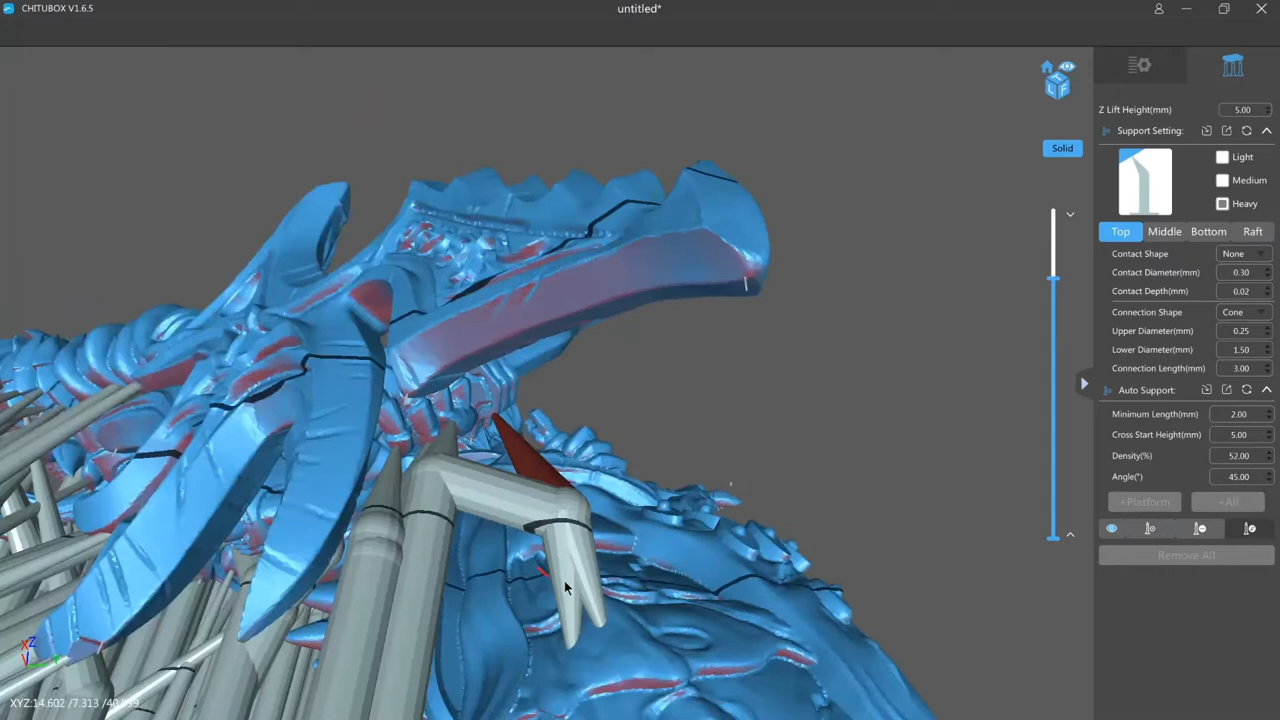 CHITUBOX V1.6.5
untitled*
Z Lift Height(mm) 5.00
Support Setting:
Light
Medium
Heavy
Solid
Top Middle Bottom Raft
Contact Shape None
Contact Diameter(mm) 0.30
Contact Depth(mm) 0.02
Connection Shape Cone
Upper Diameter(mm) 0.25
Lower Diameter(mm) 1.50
Connection Length(mm) 3.00
Auto Support:
Minimum Length(mm) 2.00
Cross Start Height(mm) 5.00
Density(%) 52.00
Angle(°) 45.00
+Platform +All
Remove All
X Z Y